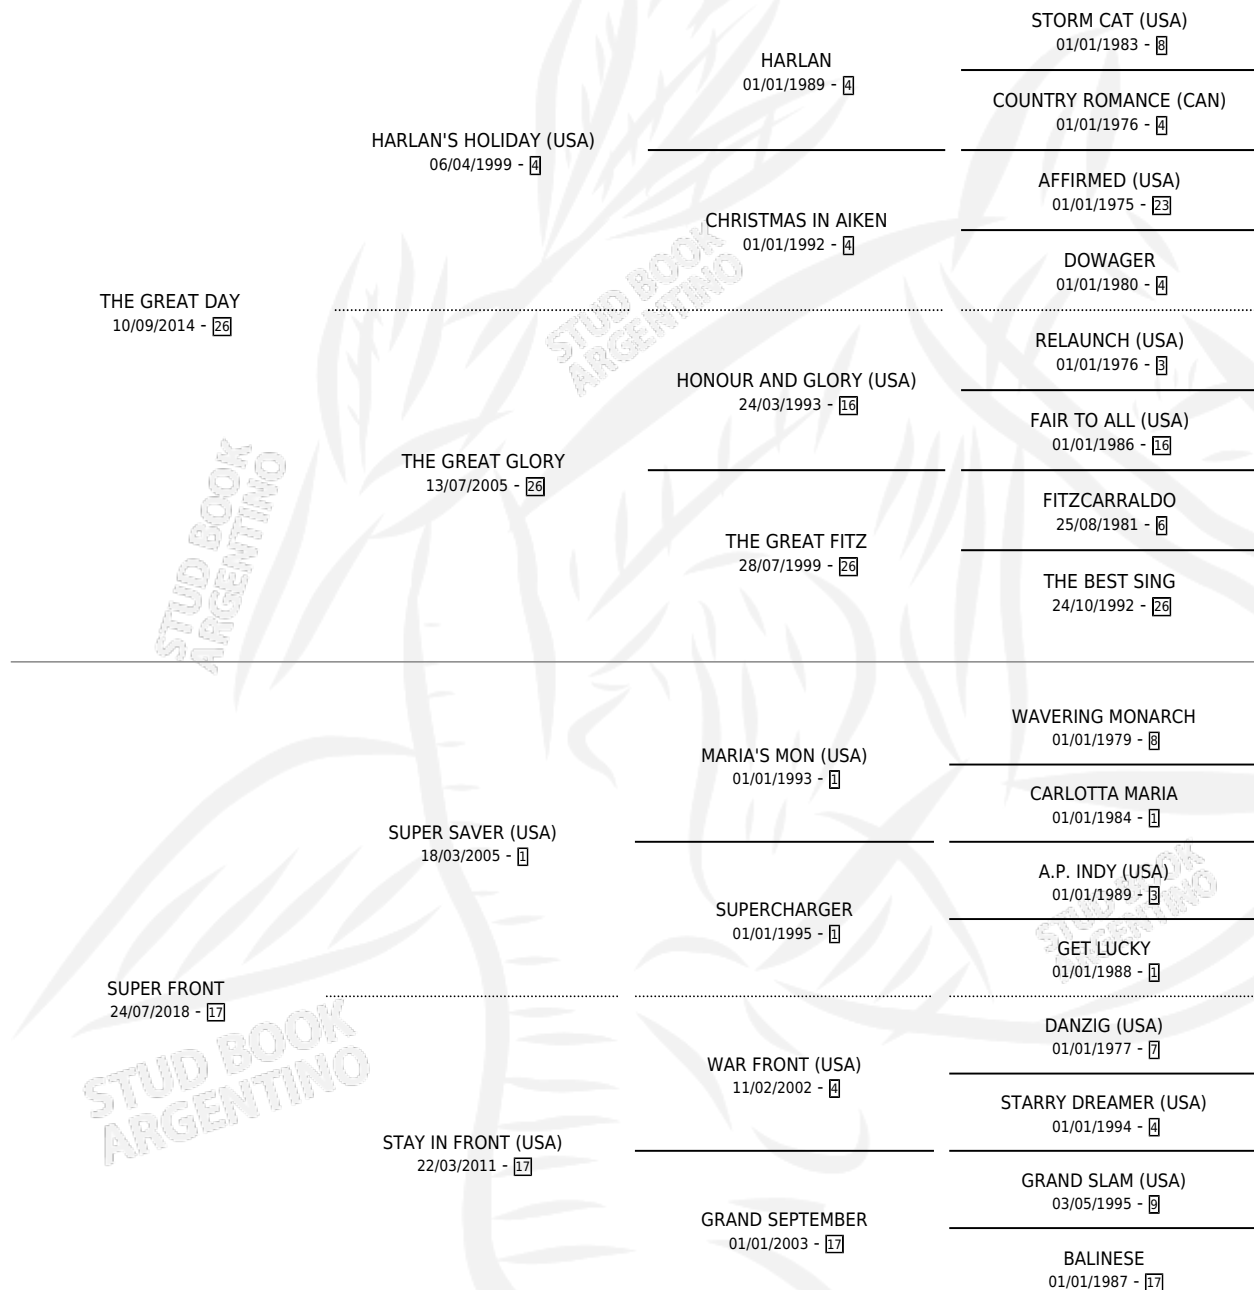 STORM CAT (USA)
01/01/1983 - 8
HARLAN
01/01/1989 - 4
COUNTRY ROMANCE (CAN)
01/01/1976 - 4
HARLAN'S HOLIDAY (USA)
06/04/1999 - 4
AFFIRMED (USA)
01/01/1975 - 23
CHRISTMAS IN AIKEN
01/01/1992 - 4
DOWAGER
01/01/1980 - 4
THE GREAT DAY
10/09/2014 - 26
RELAUNCH (USA)
01/01/1976 - 3
HONOUR AND GLORY (USA)
24/03/1993 - 16
FAIR TO ALL (USA)
01/01/1986 - 16
THE GREAT GLORY
13/07/2005 - 26
FITZCARRALDO
25/08/1981 - 6
THE GREAT FITZ
28/07/1999 - 26
THE BEST SING
24/10/1992 - 26
WAVERING MONARCH
01/01/1979 - 8
MARIA'S MON (USA)
01/01/1993 - 1
CARLOTTA MARIA
01/01/1984 - 1
SUPER SAVER (USA)
18/03/2005 - 1
A.P. INDY (USA)
01/01/1989 - 3
SUPERCHARGER
01/01/1995 - 1
GET LUCKY
01/01/1988 - 1
SUPER FRONT
24/07/2018 - 17
DANZIG (USA)
01/01/1977 - 7
WAR FRONT (USA)
11/02/2002 - 4
STARRY DREAMER (USA)
01/01/1994 - 4
STAY IN FRONT (USA)
22/03/2011 - 17
GRAND SLAM (USA)
03/05/1995 - 9
GRAND SEPTEMBER
01/01/2003 - 17
BALINESE
01/01/1987 - 17
STUD BOOK
ARGENTINO
STUD BOOK
ARGENTINO
STUD BOOK
ARGENTINO
STUD BOOK
ARGENTINO